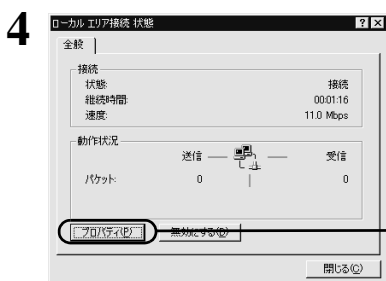 4
ローカル エリア接続 状態
全般
接続
状態: 接続
継続時間: 00:01:16
速度: 11.0 Mbps
動作状況
送信 受信
パケット: 0 0
プロパティ(P) 無効にする(D)
閉じる(C)